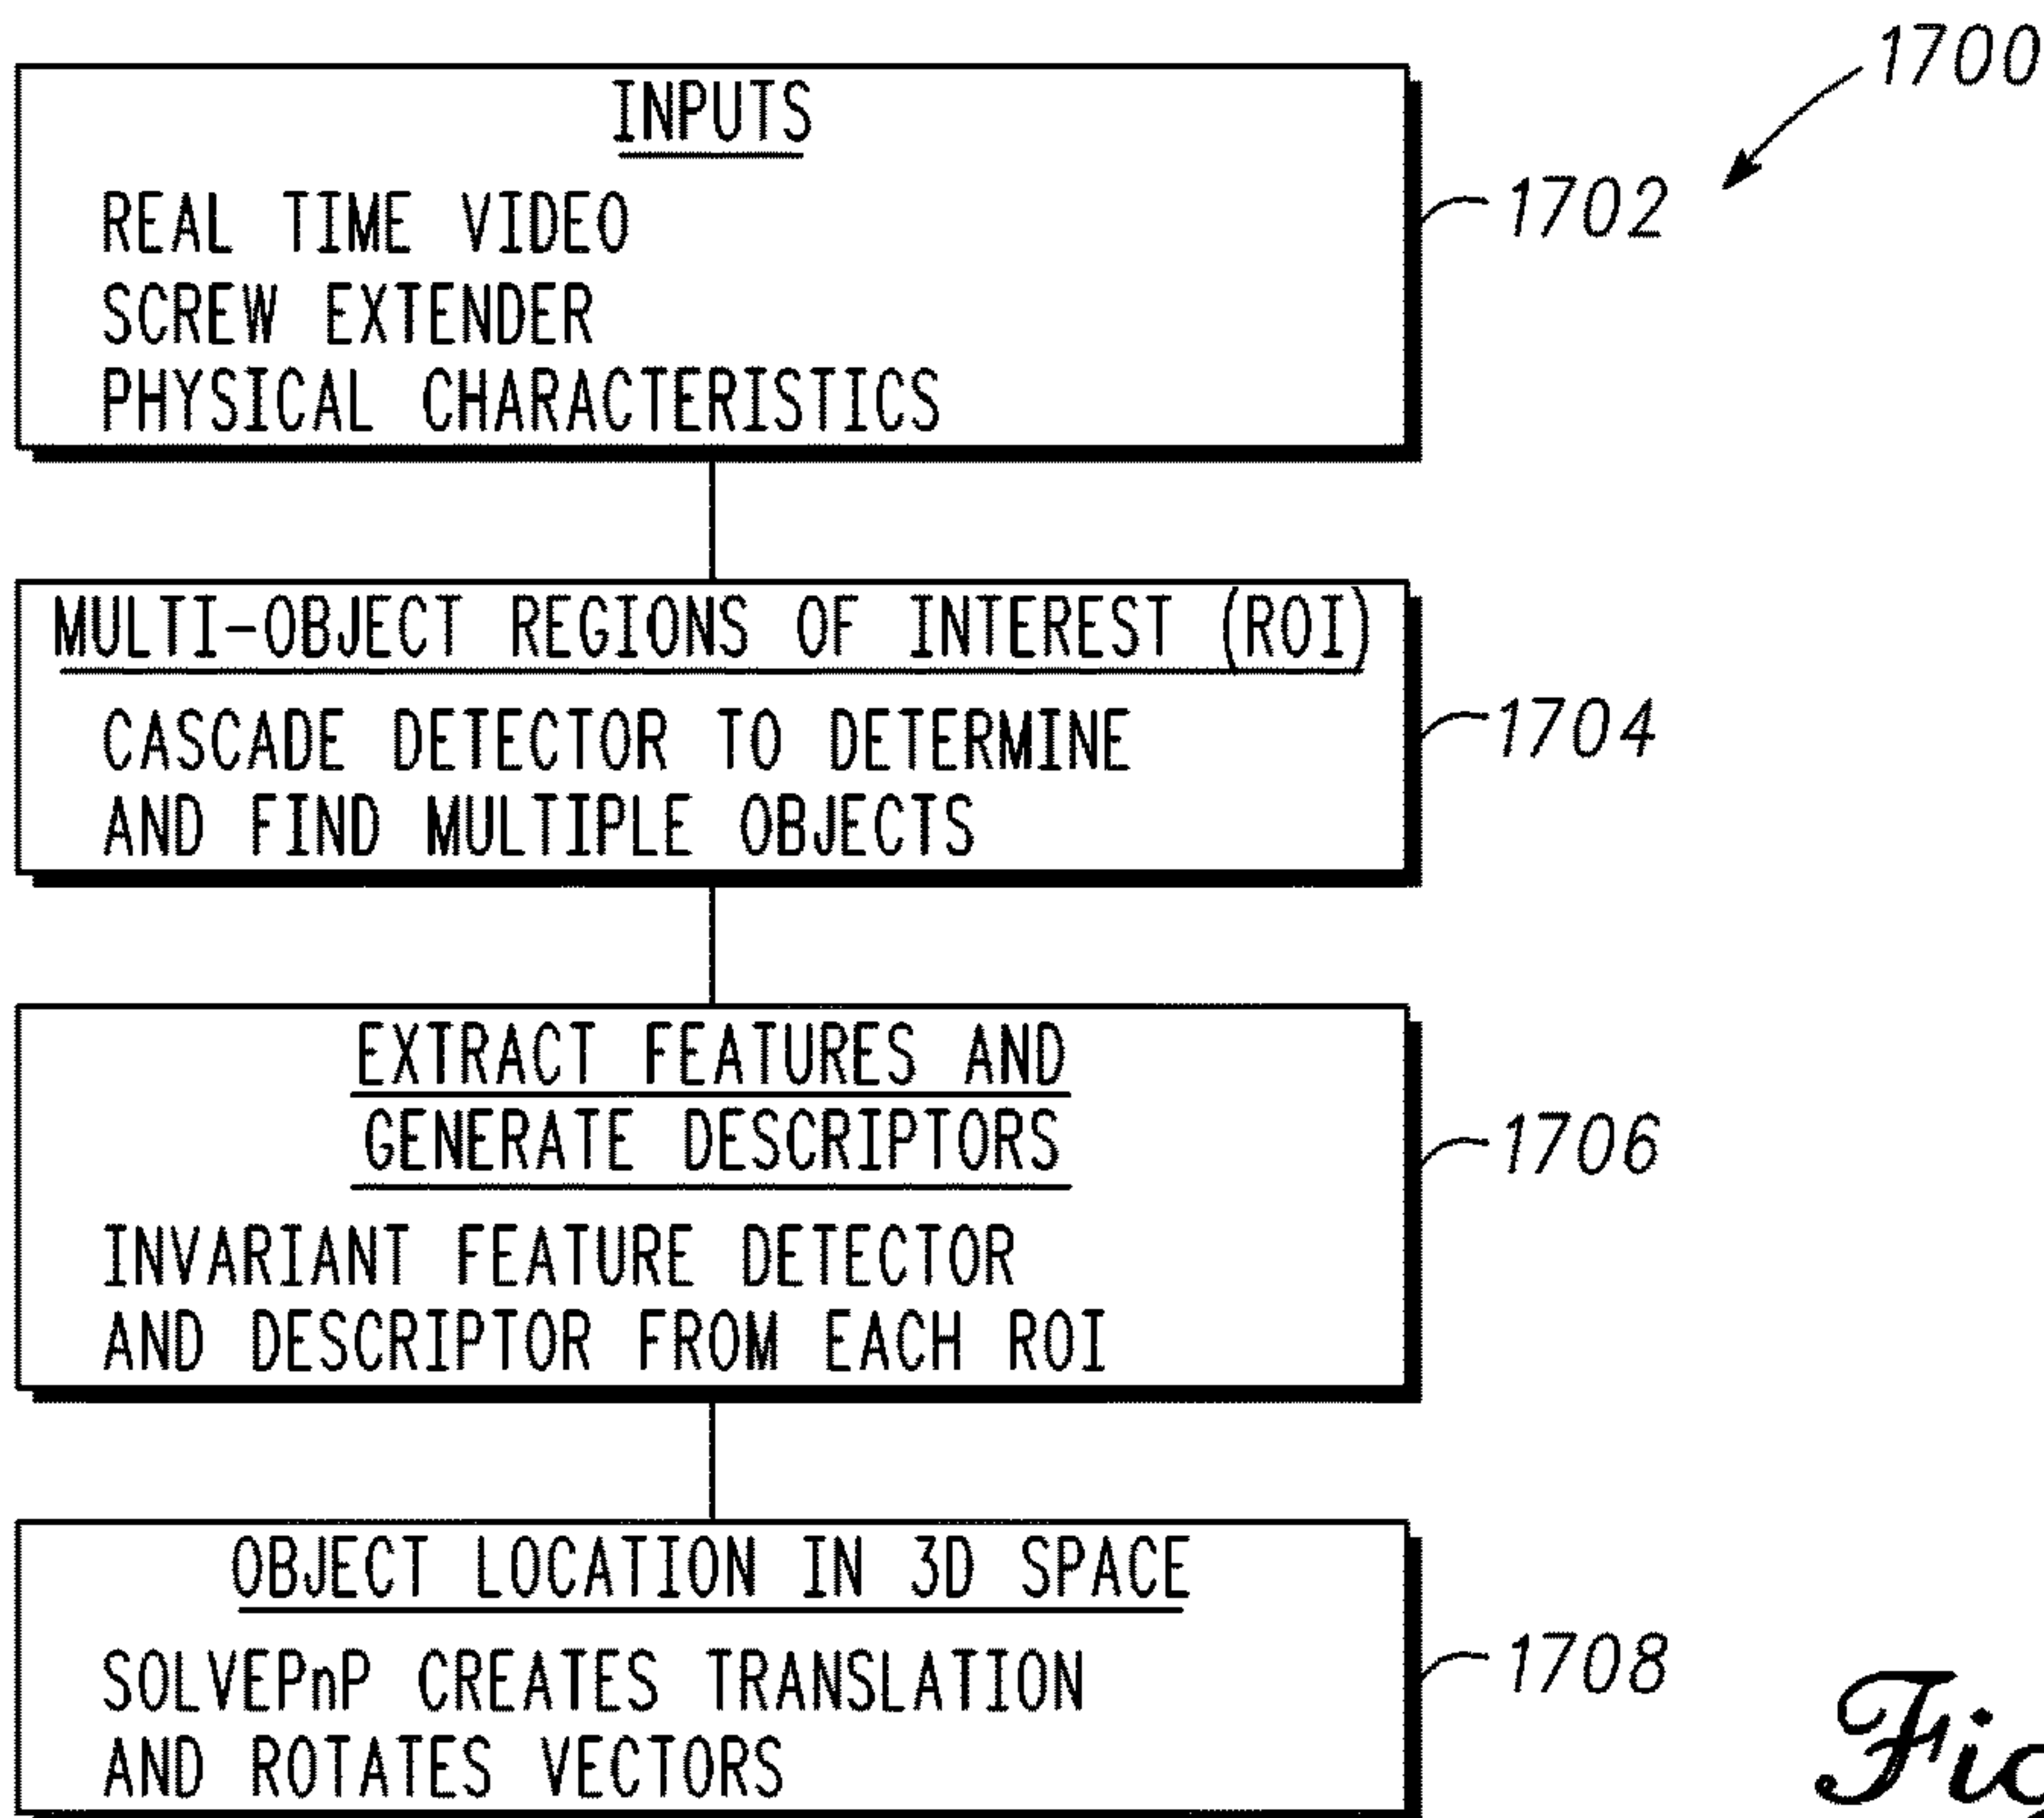 1700
INPUTS
REAL TIME VIDEO
SCREW EXTENDER
PHYSICAL CHARACTERISTICS
1702
MULTI-OBJECT REGIONS OF INTEREST (ROI)
CASCADE DETECTOR TO DETERMINE
AND FIND MULTIPLE OBJECTS
1704
EXTRACT FEATURES AND
GENERATE DESCRIPTORS
INVARIANT FEATURE DETECTOR
AND DESCRIPTOR FROM EACH ROI
1706
OBJECT LOCATION IN 3D SPACE
SOLVEPnP CREATES TRANSLATION
AND ROTATES VECTORS
1708